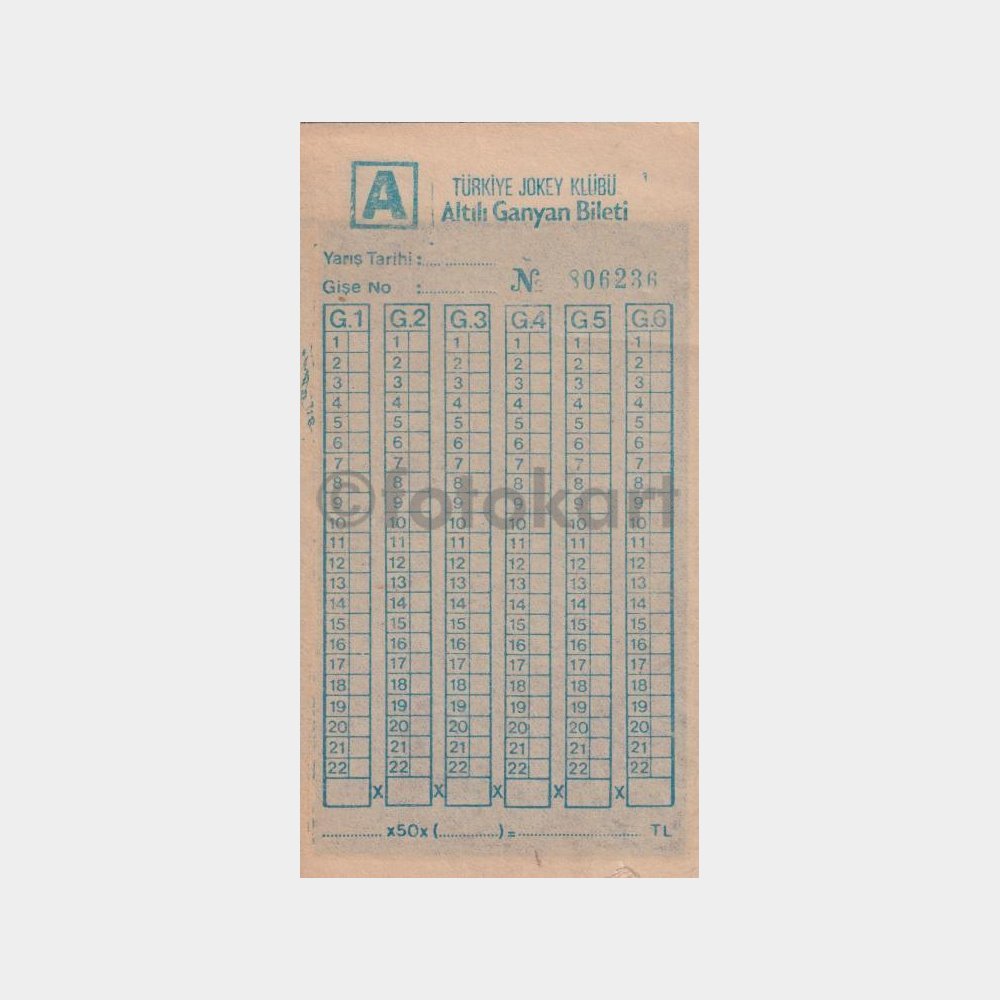 A
TÜRKİYE JOKEY KLÜBÜ
Altılı Ganyan Bileti
Yarış Tarihi :.... ..............
Gişe No :............. .......
№ 806236
G.1 G.2 G.3 G.4 G.5 G.6
1 1 1 1 1 1
2 2 2 2 2 2
3 3 3 3 3 3
4 4 4 4 4 4
5 5 5 5 5 5
6 6 6 6 6 6
7 7 7 7 7 7
8 8 8 8 8 8
9 9 9 9 9 9
©fotokart
10 10 10 10 10 10
11 11 11 11 11 11
12 12 12 12 12 12
13 13 13 13 13 13
14 14 14 14 14 14
15 15 15 15 15 15
16 16 16 16 16 16
17 17 17 17 17 17
18 18 18 18 18 18
19 19 19 19 19 19
20 20 20 20 20 20
21 21 21 21 21 21
22 22 22 22 22 22
x x x x x
................ x50x (................) = ................................ TL